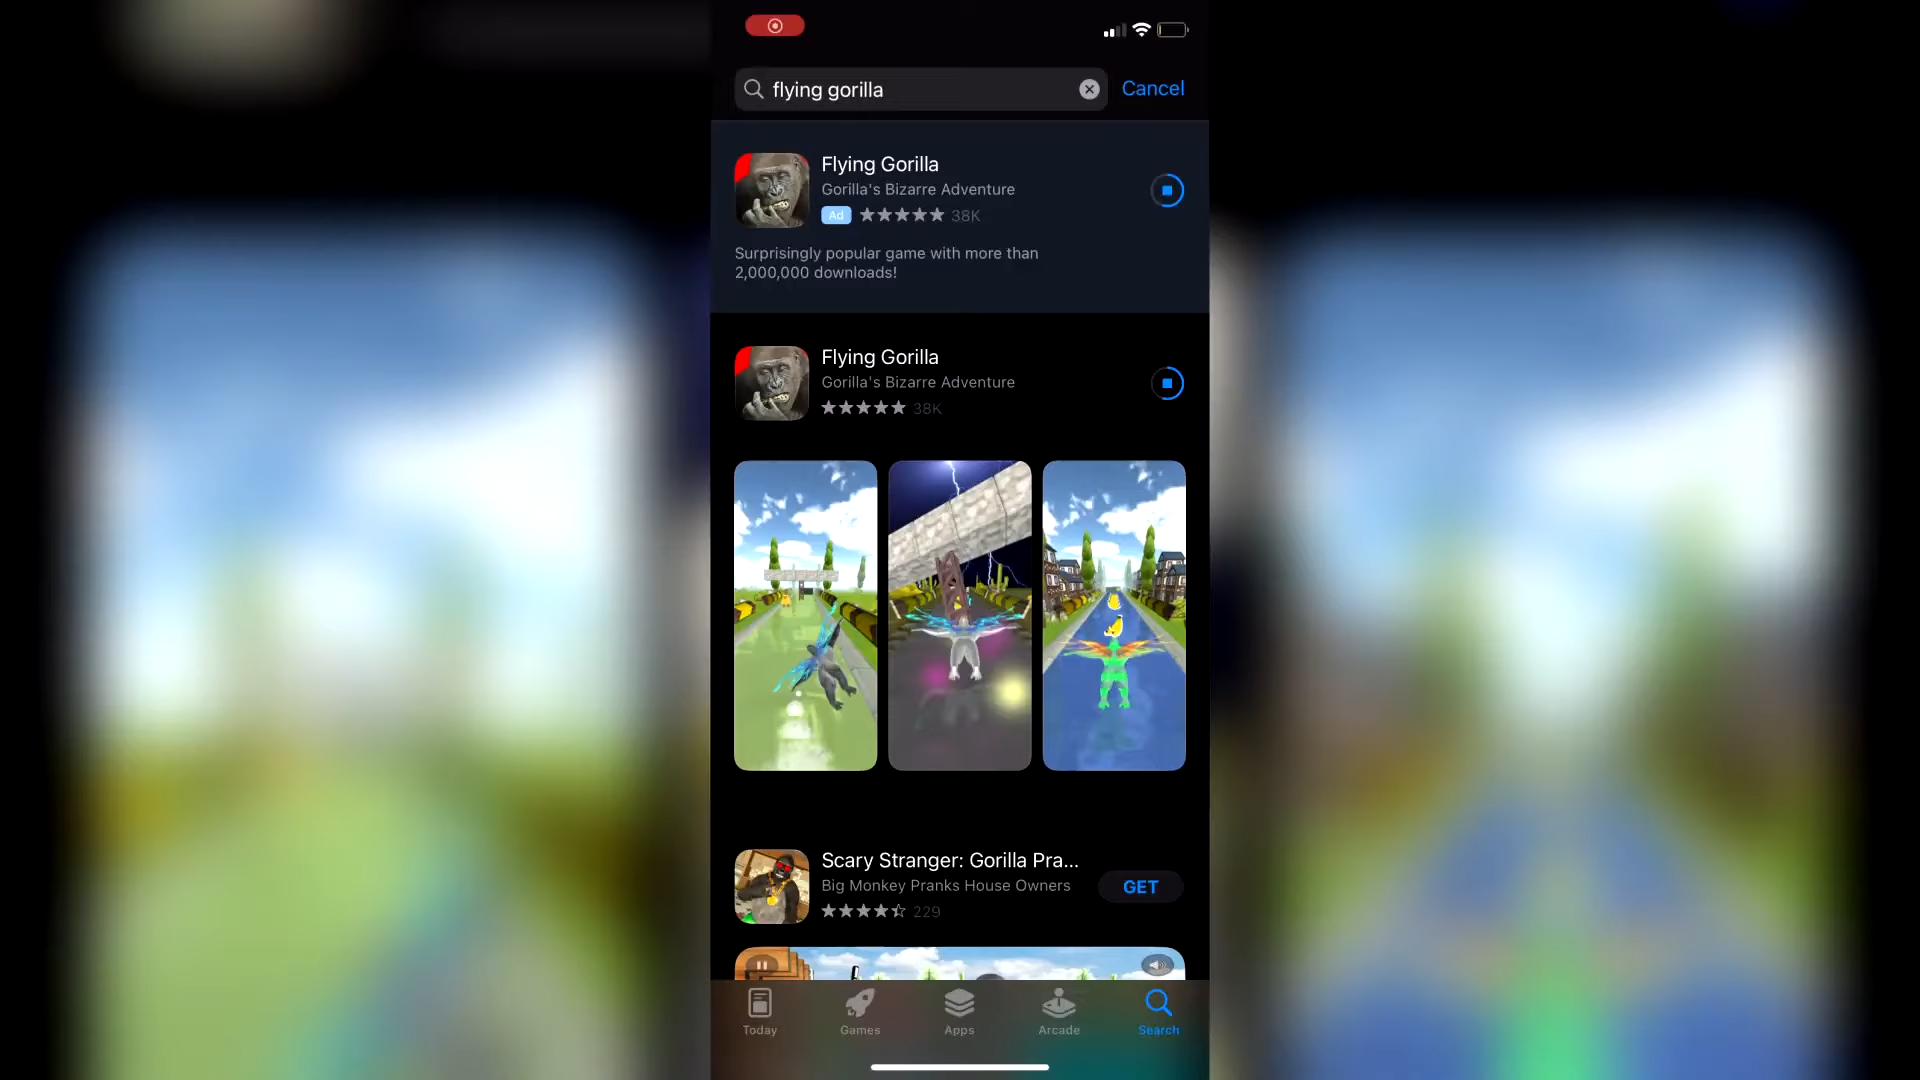 flying gorilla
Cancel
Flying Gorilla
Gorilla's Bizarre Adventure
Ad
38K
Surprisingly popular game with more than
2,000,000 downloads!
Flying Gorilla
Gorilla's Bizarre Adventure
38K
Scary Stranger: Gorilla Pra...
Big Monkey Pranks House Owners
GET
229
Today
Games
Apps
Arcade
Search